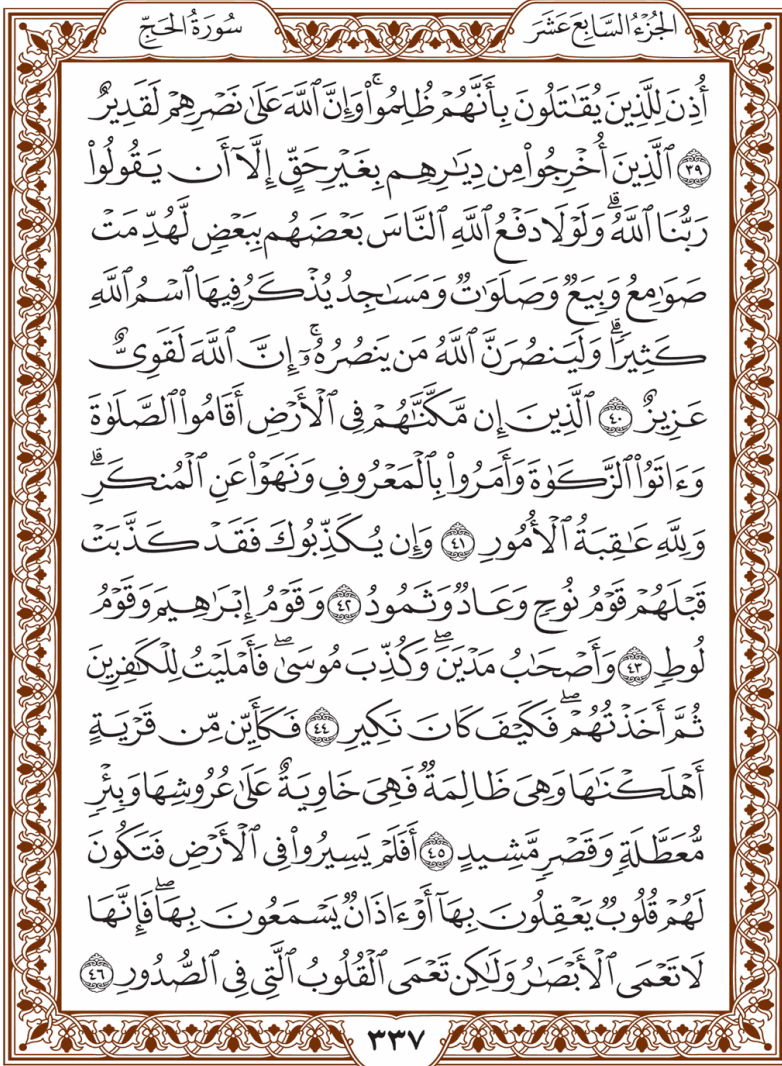 الجُزْءُ السَّابِعَ عَشَرَ
سُورَةُ الحَجِّ
أُذِنَ لِلَّذِينَ يُقَٰتَلُونَ بِأَنَّهُمۡ ظُلِمُواْۚ وَإِنَّ ٱللَّهَ عَلَىٰ نَصۡرِهِمۡ لَقَدِيرٌ
٣٩ ٱلَّذِينَ أُخۡرِجُواْ مِن دِيَٰرِهِم بِغَيۡرِ حَقٍّ إِلَّآ أَن يَقُولُواْ
رَبُّنَا ٱللَّهُۗ وَلَوۡلَا دَفۡعُ ٱللَّهِ ٱلنَّاسَ بَعۡضَهُم بِبَعۡضٖ لَّهُدِّمَتۡ
صَوَٰمِعُ وَبِيَعٞ وَصَلَوَٰتٞ وَمَسَٰجِدُ يُذۡكَرُ فِيهَا ٱسۡمُ ٱللَّهِ
كَثِيرٗاۗ وَلَيَنصُرَنَّ ٱللَّهُ مَن يَنصُرُهُۥٓۚ إِنَّ ٱللَّهَ لَقَوِيٌّ
عَزِيزٌ ٤٠ ٱلَّذِينَ إِن مَّكَّنَّٰهُمۡ فِي ٱلۡأَرۡضِ أَقَامُواْ ٱلصَّلَوٰةَ
وَءَاتَوُاْ ٱلزَّكَوٰةَ وَأَمَرُواْ بِٱلۡمَعۡرُوفِ وَنَهَوۡاْ عَنِ ٱلۡمُنكَرِۗ
وَلِلَّهِ عَٰقِبَةُ ٱلۡأُمُورِ ٤١ وَإِن يُكَذِّبُوكَ فَقَدۡ كَذَّبَتۡ
قَبۡلَهُمۡ قَوۡمُ نُوحٖ وَعَادٞ وَثَمُودُ ٤٢ وَقَوۡمُ إِبۡرَٰهِيمَ وَقَوۡمُ
لُوطٖ ٤٣ وَأَصۡحَٰبُ مَدۡيَنَۖ وَكُذِّبَ مُوسَىٰۖ فَأَمۡلَيۡتُ لِلۡكَٰفِرِينَ
ثُمَّ أَخَذۡتُهُمۡۖ فَكَيۡفَ كَانَ نَكِيرِ ٤٤ فَكَأَيِّن مِّن قَرۡيَةٍ
أَهۡلَكۡنَٰهَا وَهِيَ ظَالِمَةٞ فَهِيَ خَاوِيَةٌ عَلَىٰ عُرُوشِهَا وَبِئۡرٖ
مُّعَطَّلَةٖ وَقَصۡرٖ مَّشِيدٍ ٤٥ أَفَلَمۡ يَسِيرُواْ فِي ٱلۡأَرۡضِ فَتَكُونَ
لَهُمۡ قُلُوبٞ يَعۡقِلُونَ بِهَآ أَوۡ ءَاذَانٞ يَسۡمَعُونَ بِهَاۖ فَإِنَّهَا
لَا تَعۡمَى ٱلۡأَبۡصَٰرُ وَلَٰكِن تَعۡمَى ٱلۡقُلُوبُ ٱلَّتِي فِي ٱلصُّدُورِ ٤٦
٣٣٧